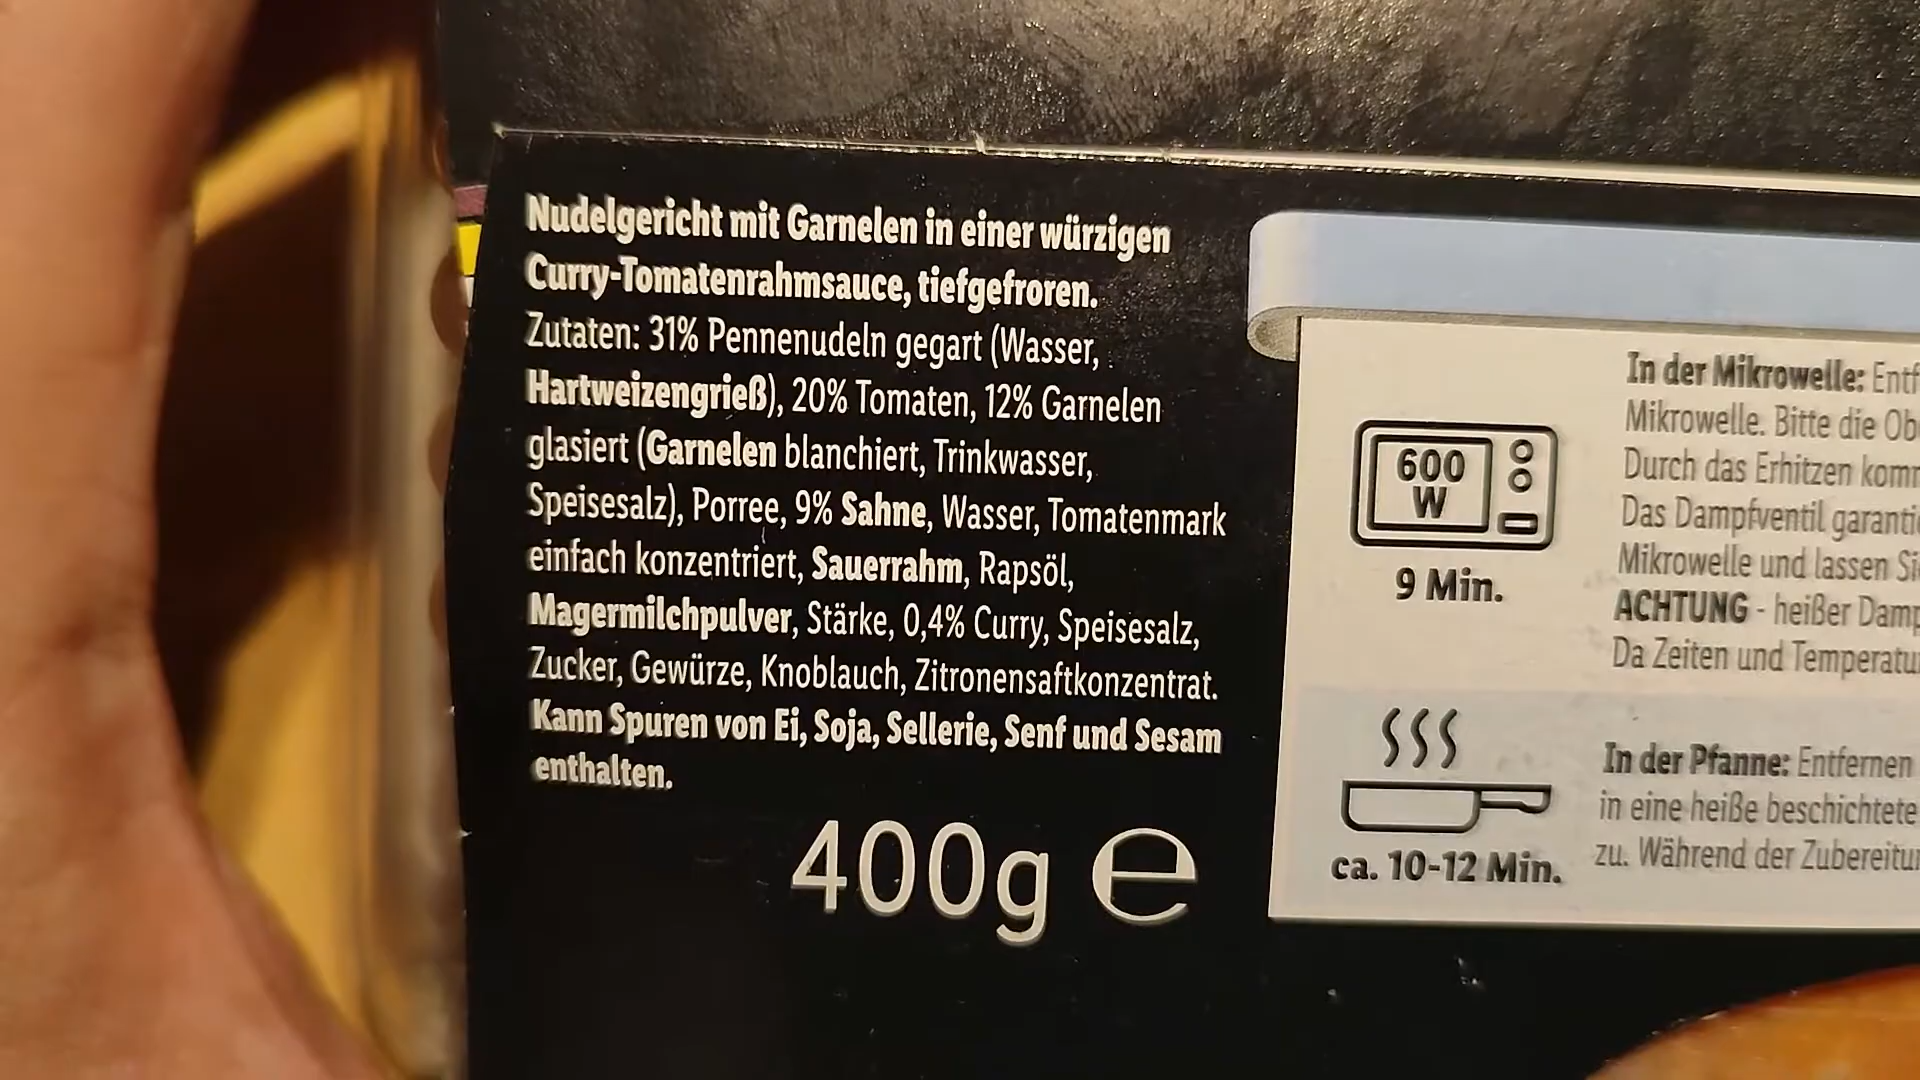 Nudelgericht mit Garnelen in einer würzigen
Curry-Tomatenrahmsauce, tiefgefroren.
Zutaten: 31% Pennenudeln gegart (Wasser,
Hartweizengrieß), 20% Tomaten, 12% Garnelen
glasiert (Garnelen blanchiert, Trinkwasser,
Speisesalz), Porree, 9% Sahne, Wasser, Tomatenmark
einfach konzentriert, Sauerrahm, Rapsöl,
Magermilchpulver, Stärke, 0,4% Curry, Speisesalz,
Zucker, Gewürze, Knoblauch, Zitronensaftkonzentrat.
Kann Spuren von Ei, Soja, Sellerie, Senf und Sesam
enthalten.
400g e
600
W
9 Min.
In der Mikrowelle:
Mikrowelle. Bitte die
Durch das Erhitzen
Das Dampfventil
Mikrowelle und lassen
ACHTUNG - heißer
Da Zeiten und
ca. 10-12 Min.
In der Pfanne: Entfernen
in eine heiße beschichtete
zu. Während der